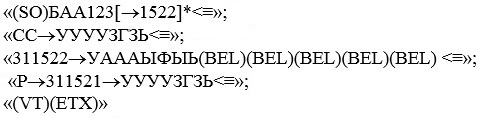 «(SO)БАА123[→1522]*<≡»;
«СС→УУУУЗГЗЬ<≡»;
«311522→УАААЫФЫЬ(BEL)(BEL)(BEL)(BEL)(BEL) <≡»;
«Р→311521→УУУУЗГЗЬ<≡»;
«(VT)(ETX)»